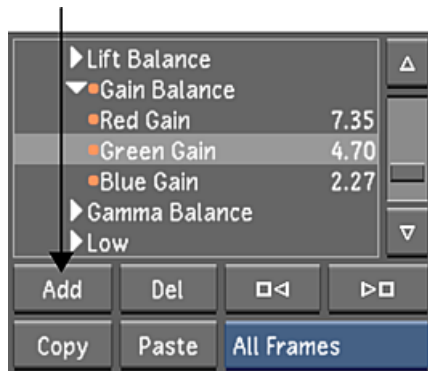 Lift Balance
Gain Balance
Red Gain 7.35
Green Gain 4.70
Blue Gain 2.27
Gamma Balance
Low
Add Del
Copy Paste All Frames